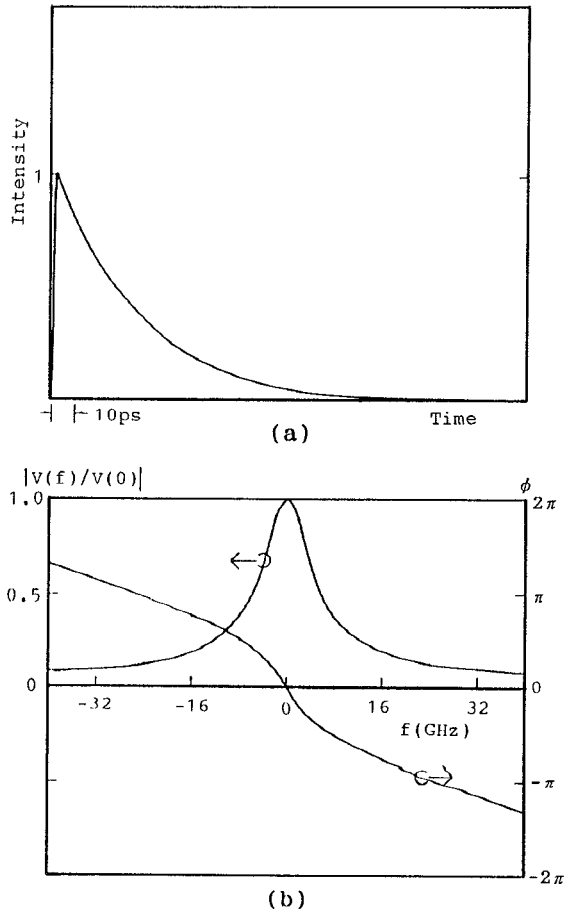 Intensity
1
10ps
Time
(a)
|V(f)/V(0)|
ϕ
1.0
2π
0.5
π
0
0
-32
-16
0
16
32
f(GHz)
-π
-2π
(b)